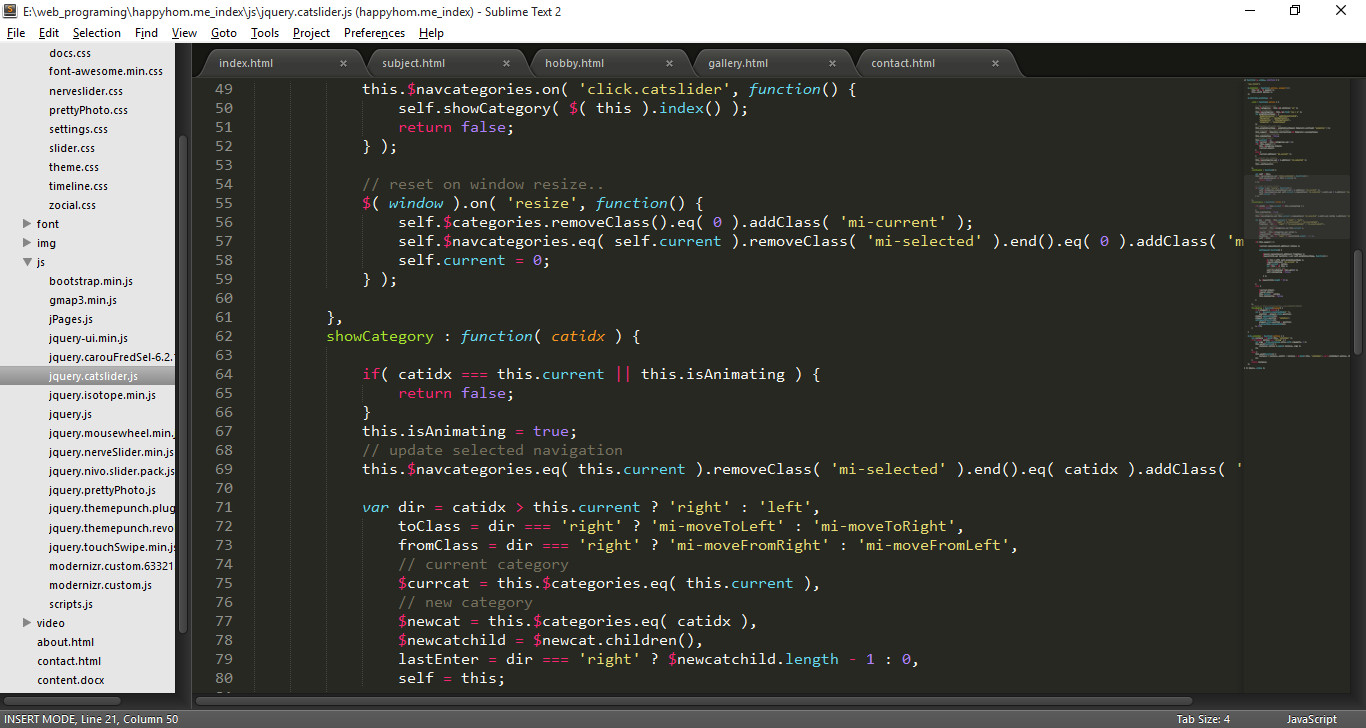 E:\web_programing\happyhom.me_index\js\jquery.catslider.js (happyhom.me_index) - Sublime Text 2
File Edit Selection Find View Goto Tools Project Preferences Help
index.html × subject.html × hobby.html × gallery.html × contact.html ×
docs.css
font-awesome.min.css
nerveslider.css
prettyPhoto.css
settings.css
slider.css
theme.css
timeline.css
zocial.css
font
img
js
bootstrap.min.js
gmap3.min.js
jPages.js
jquery-ui.min.js
jquery.carouFredSel-6.2.
jquery.catslider.js
jquery.isotope.min.js
jquery.js
jquery.mousewheel.min.
jquery.nerveSlider.min.js
jquery.nivo.slider.pack.js
jquery.prettyPhoto.js
jquery.themepunch.plug
jquery.themepunch.revo
jquery.touchSwipe.min.js
modernizr.custom.63321
modernizr.custom.js
scripts.js
video
about.html
contact.html
content.docx
49 this.$navcategories.on( 'click.catslider', function() {
50 self.showCategory( $( this ).index() );
51 return false;
52 } );
53
54 // reset on window resize..
55 $( window ).on( 'resize', function() {
56 self.$categories.removeClass().eq( 0 ).addClass( 'mi-current' );
57 self.$navcategories.eq( self.current ).removeClass( 'mi-selected' ).end().eq( 0 ).addClass( 'm
58 self.current = 0;
59 } );
60
61 },
62 showCategory : function( catidx ) {
63
64 if( catidx === this.current || this.isAnimating ) {
65 return false;
66 }
67 this.isAnimating = true;
68 // update selected navigation
69 this.$navcategories.eq( this.current ).removeClass( 'mi-selected' ).end().eq( catidx ).addClass( '
70
71 var dir = catidx > this.current ? 'right' : 'left',
72 toClass = dir === 'right' ? 'mi-moveToLeft' : 'mi-moveToRight',
73 fromClass = dir === 'right' ? 'mi-moveFromRight' : 'mi-moveFromLeft',
74 // current category
75 $currcat = this.$categories.eq( this.current ),
76 // new category
77 $newcat = this.$categories.eq( catidx ),
78 $newcatchild = $newcat.children(),
79 lastEnter = dir === 'right' ? $newcatchild.length - 1 : 0,
80 self = this;
INSERT MODE, Line 21, Column 50 Tab Size: 4 JavaScript